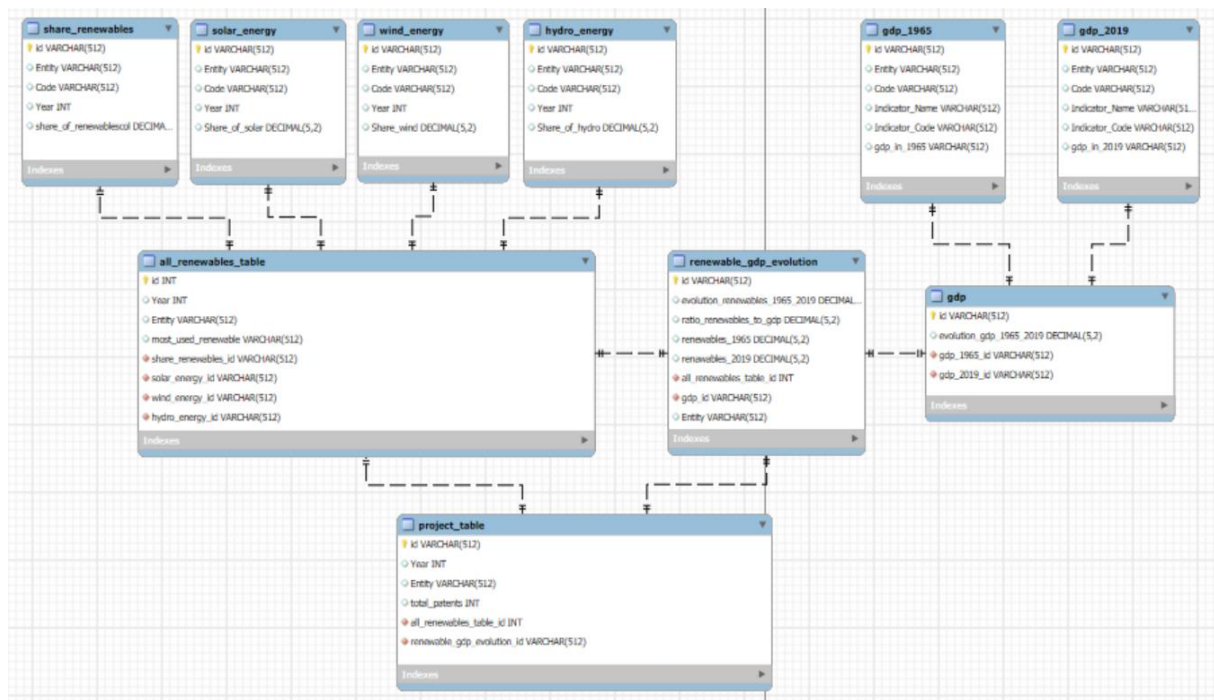 share_renewables
id VARCHAR(512)
Entity VARCHAR(512)
Code VARCHAR(512)
Year INT
share_of_renewablescol DECIMA...
Indexes
solar_energy
id VARCHAR(512)
Entity VARCHAR(512)
Code VARCHAR(512)
Year INT
Share_of_solar DECIMAL(5,2)
Indexes
wind_energy
id VARCHAR(512)
Entity VARCHAR(512)
Code VARCHAR(512)
Year INT
Share_wind DECIMAL(5,2)
Indexes
hydro_energy
id VARCHAR(512)
Entity VARCHAR(512)
Code VARCHAR(512)
Year INT
Share_of_hydro DECIMAL(5,2)
Indexes
gdp_1965
id VARCHAR(512)
Entity VARCHAR(512)
Code VARCHAR(512)
Indicator_Name VARCHAR(512)
Indicator_Code VARCHAR(512)
gdp_in_1965 VARCHAR(512)
Indexes
gdp_2019
id VARCHAR(512)
Entity VARCHAR(512)
Code VARCHAR(512)
Indicator_Name VARCHAR(51...
Indicator_Code VARCHAR(512)
gdp_in_2019 VARCHAR(512)
Indexes
all_renewables_table
id INT
Year INT
Entity VARCHAR(512)
most_used_renewable VARCHAR(512)
share_renewables_id VARCHAR(512)
solar_energy_id VARCHAR(512)
wind_energy_id VARCHAR(512)
hydro_energy_id VARCHAR(512)
Indexes
renewable_gdp_evolution
id VARCHAR(512)
evolution_renewables_1965_2019 DECIMAL...
ratio_renewables_to_gdp DECIMAL(5,2)
renewables_1965 DECIMAL(5,2)
renawables_2019 DECIMAL(5,2)
all_renewables_table_id INT
gdp_id VARCHAR(512)
Entity VARCHAR(512)
Indexes
gdp
id VARCHAR(512)
evolution_gdp_1965_2019 DECIMAL(5,2)
gdp_1965_id VARCHAR(512)
gdp_2019_id VARCHAR(512)
Indexes
project_table
id VARCHAR(512)
Year INT
Entity VARCHAR(512)
total_patents INT
all_renewables_table_id INT
renewable_gdp_evolution_id VARCHAR(512)
Indexes